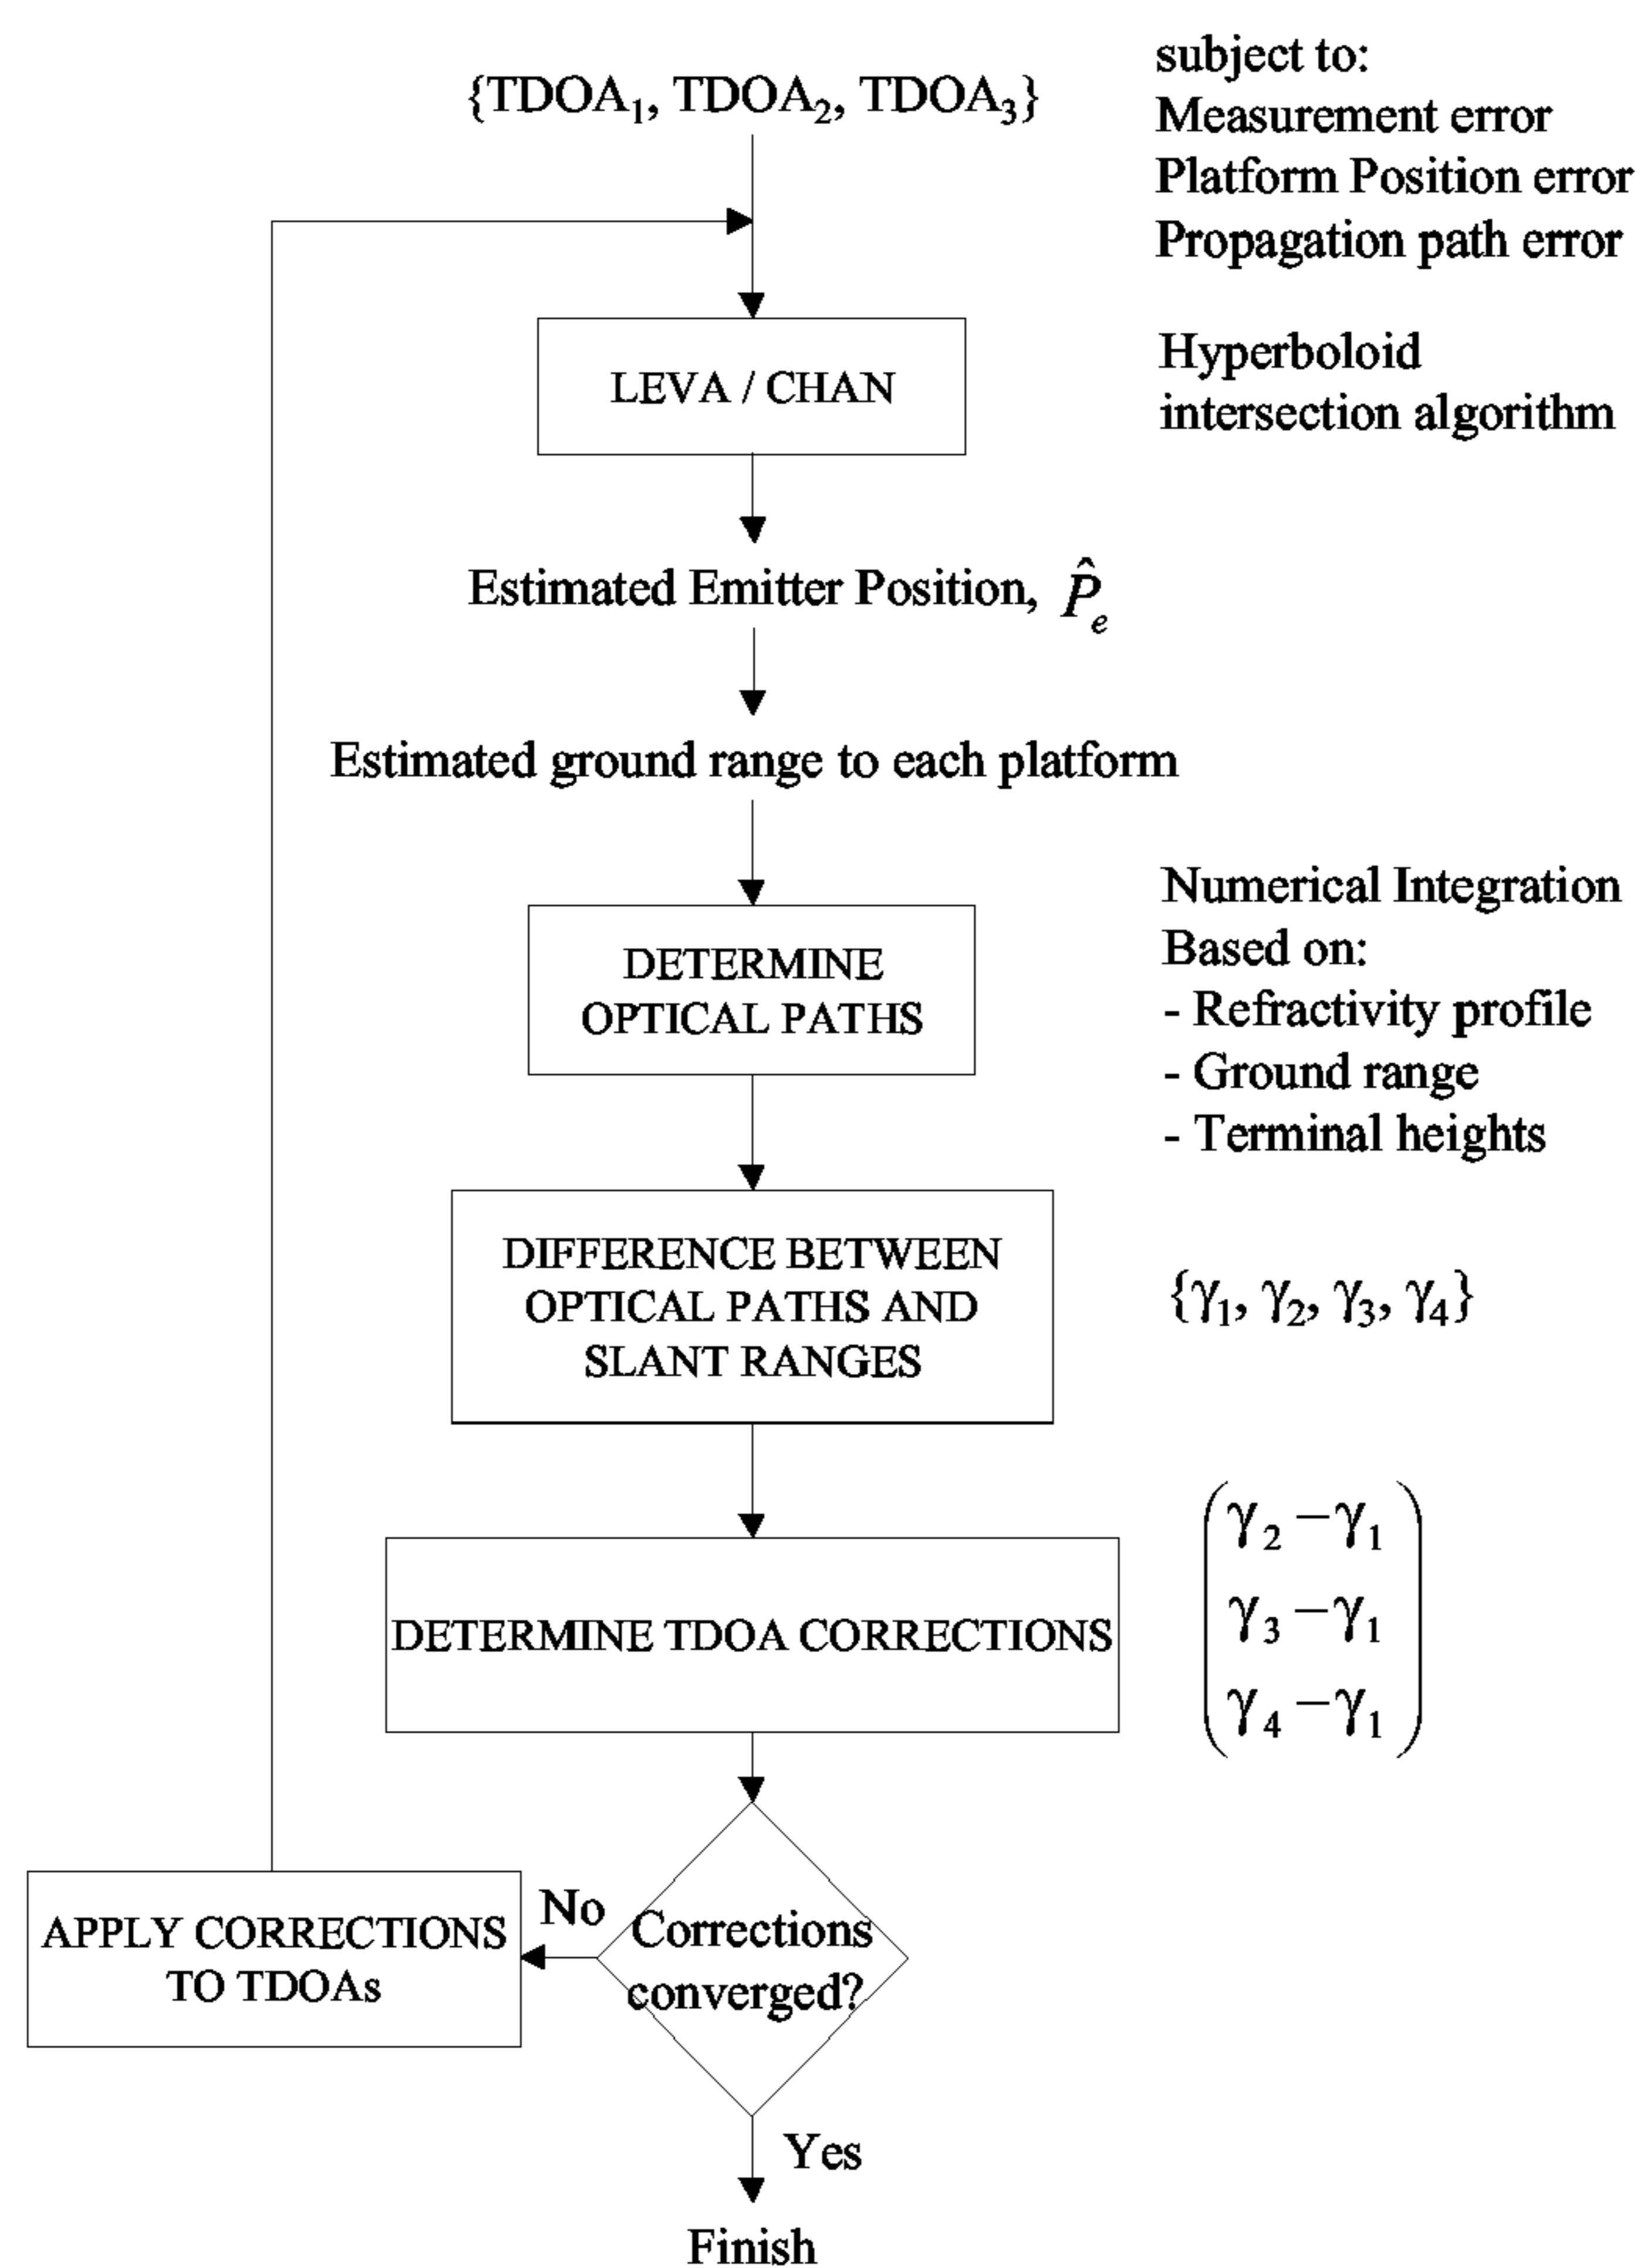 {TDOA₁, TDOA₂, TDOA₃}
subject to:
Measurement error
Platform Position error
Propagation path error
LEVA / CHAN
Hyperboloid
intersection algorithm
Estimated Emitter Position, P̂ₑ
Estimated ground range to each platform
DETERMINE
OPTICAL PATHS
Numerical Integration
Based on:
- Refractivity profile
- Ground range
- Terminal heights
DIFFERENCE BETWEEN
OPTICAL PATHS AND
SLANT RANGES
{γ₁, γ₂, γ₃, γ₄}
DETERMINE TDOA CORRECTIONS
γ₂ − γ₁
γ₃ − γ₁
γ₄ − γ₁
Corrections
converged?
No
APPLY CORRECTIONS
TO TDOAs
Yes
Finish